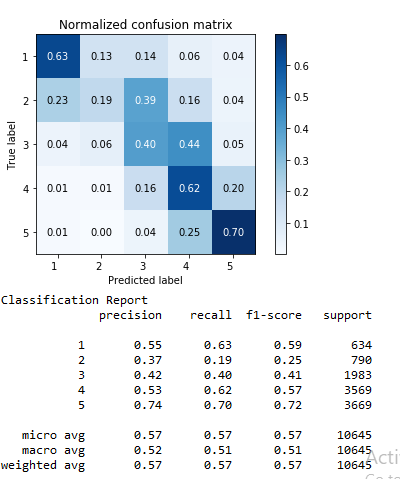 Normalized confusion matrix
1 0.63 0.13 0.14 0.06 0.04
2 0.23 0.19 0.39 0.16 0.04
3 0.04 0.06 0.40 0.44 0.05
4 0.01 0.01 0.16 0.62 0.20
5 0.01 0.00 0.04 0.25 0.70
1 2 3 4 5
True label
Predicted label
0.6
0.5
0.4
0.3
0.2
0.1
Classification Report
precision recall f1-score support
1 0.55 0.63 0.59 634
2 0.37 0.19 0.25 790
3 0.42 0.40 0.41 1983
4 0.53 0.62 0.57 3569
5 0.74 0.70 0.72 3669
micro avg 0.57 0.57 0.57 10645
macro avg 0.52 0.51 0.51 10645
weighted avg 0.57 0.57 0.57 10645